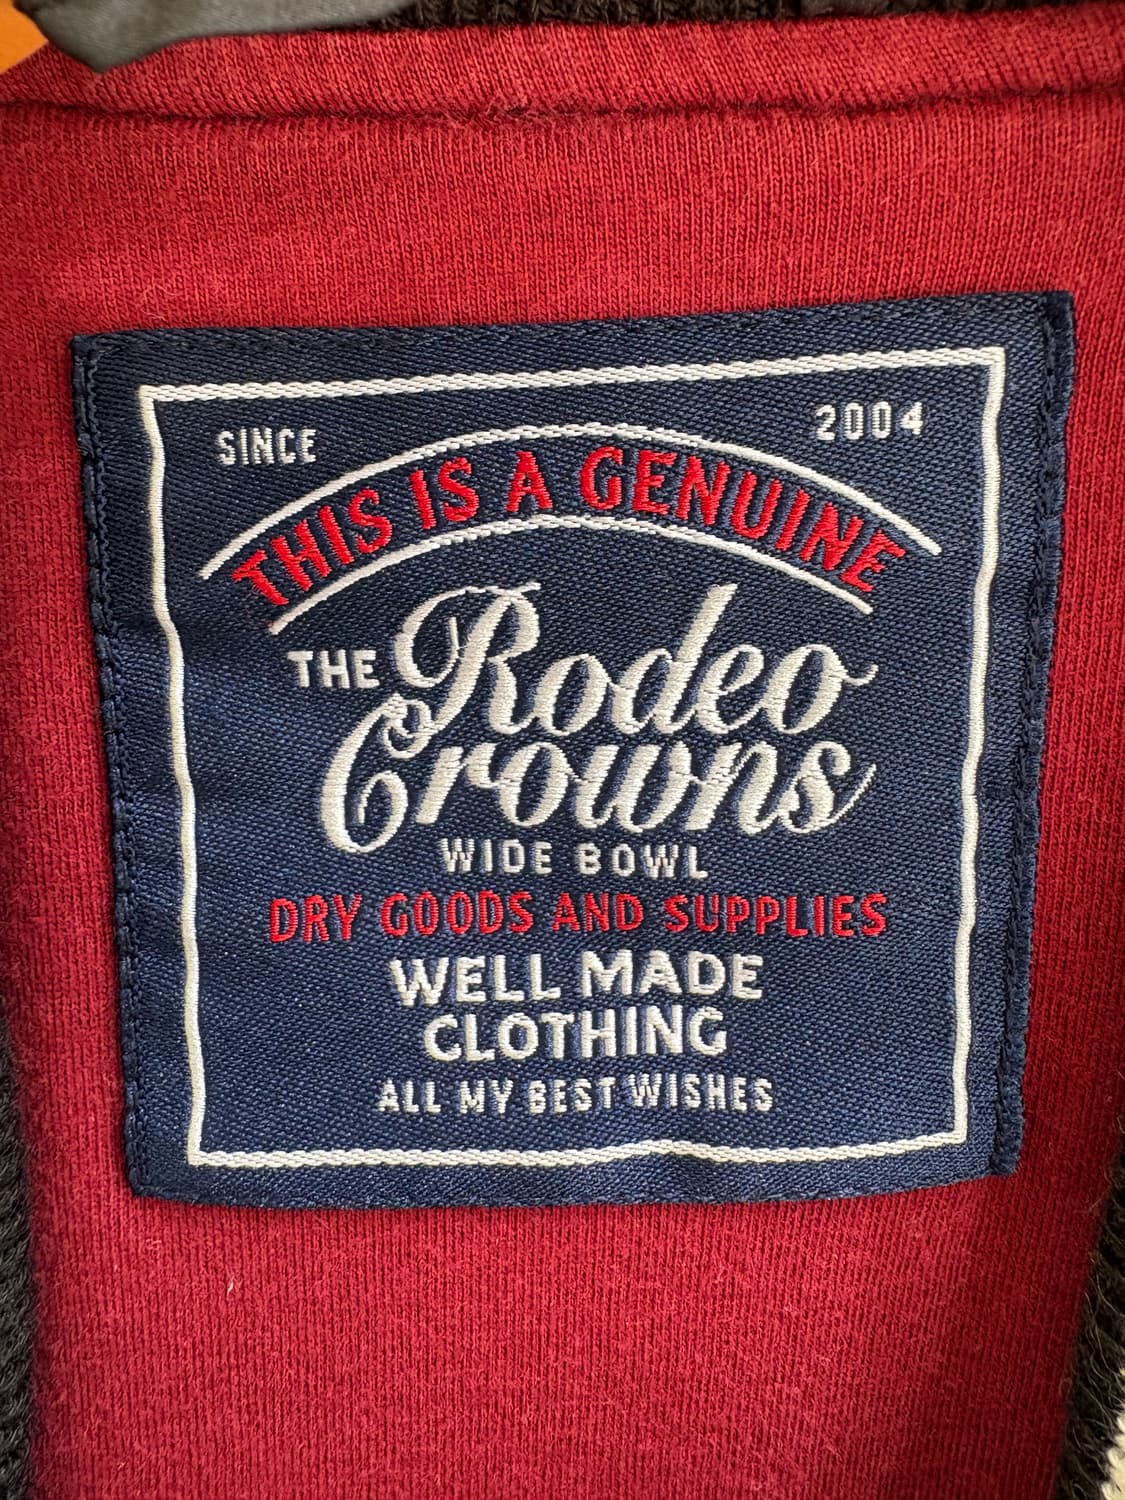 SINCE 2004
THIS IS A GENUINE
THE Rodeo
Crowns
WIDE BOWL
DRY GOODS AND SUPPLIES
WELL MADE
CLOTHING
ALL MY BEST WISHES